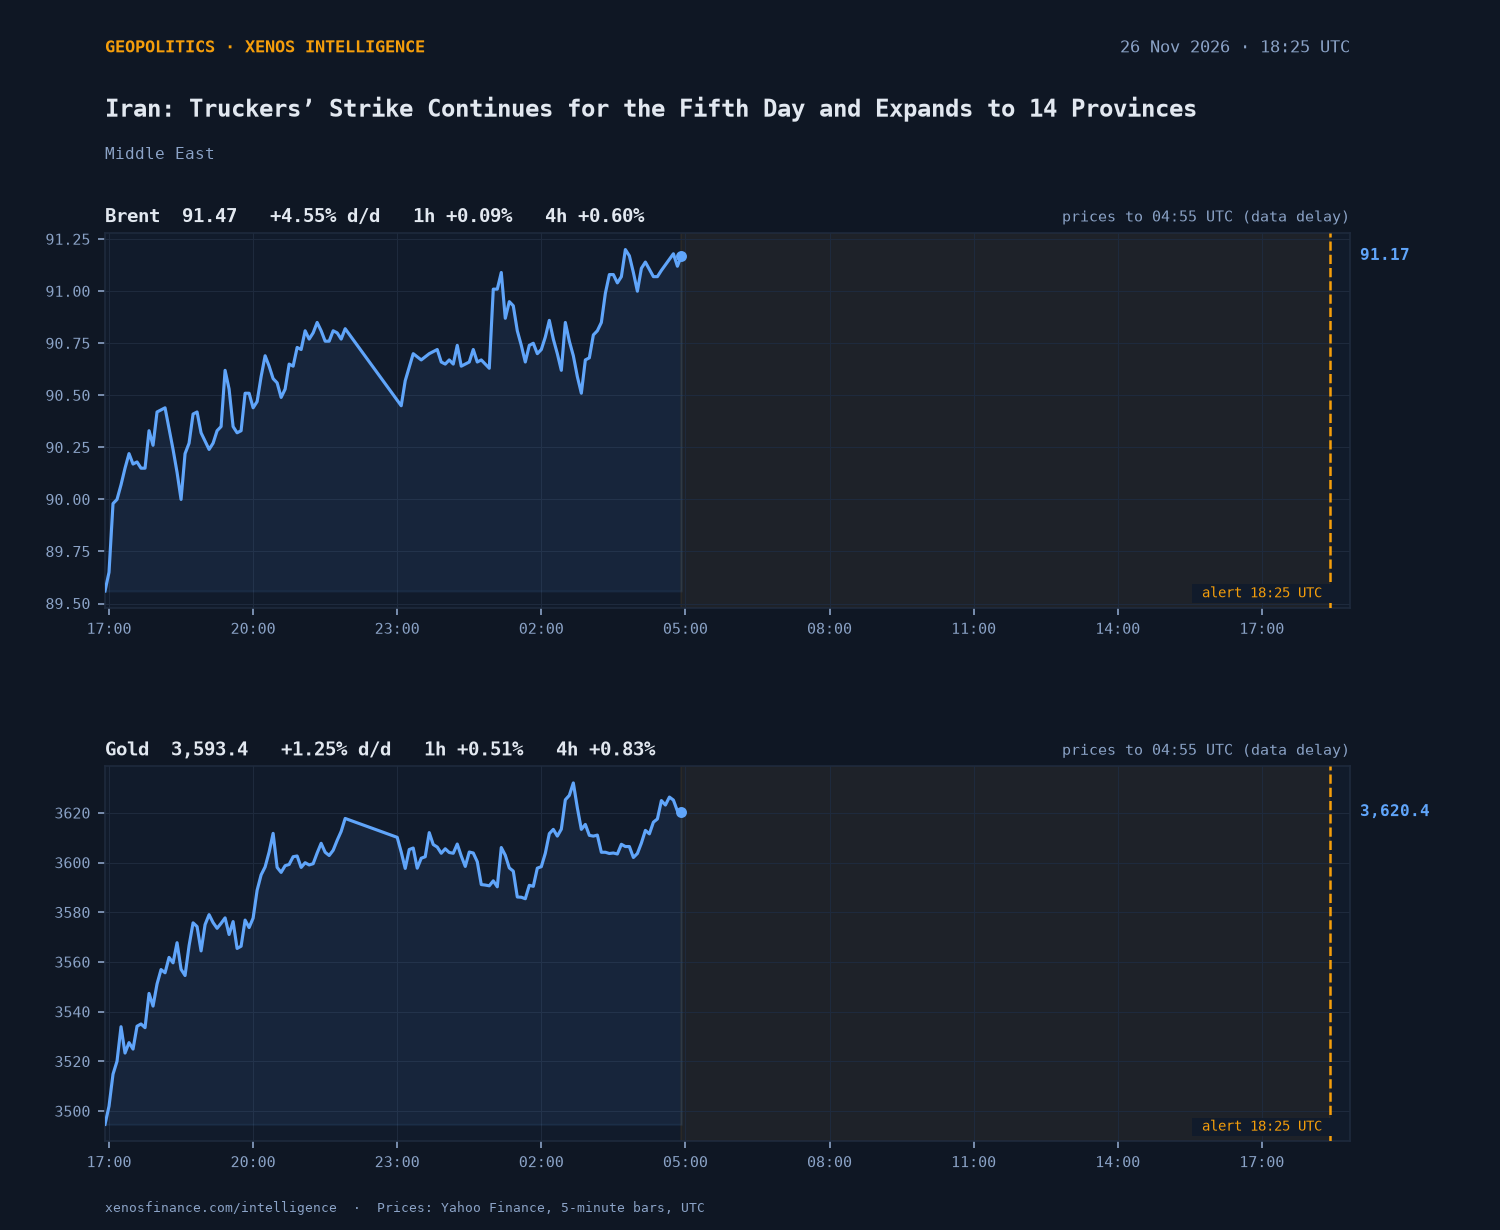 GEOPOLITICS · XENOS INTELLIGENCE
26 Nov 2026 · 18:25 UTC
Iran: Truckers’ Strike Continues for the Fifth Day and Expands to 14 Provinces
Middle East
Brent 91.47 +4.55% d/d 1h +0.09% 4h +0.60%
prices to 04:55 UTC (data delay)
91.25
91.17
91.00
90.75
90.50
90.25
90.00
89.75
89.50
alert 18:25 UTC
17:00 20:00 23:00 02:00 05:00 08:00 11:00 14:00 17:00
Gold 3,593.4 +1.25% d/d 1h +0.51% 4h +0.83%
prices to 04:55 UTC (data delay)
3620
3,620.4
3600
3580
3560
3540
3520
3500
alert 18:25 UTC
17:00 20:00 23:00 02:00 05:00 08:00 11:00 14:00 17:00
xenosfinance.com/intelligence · Prices: Yahoo Finance, 5-minute bars, UTC